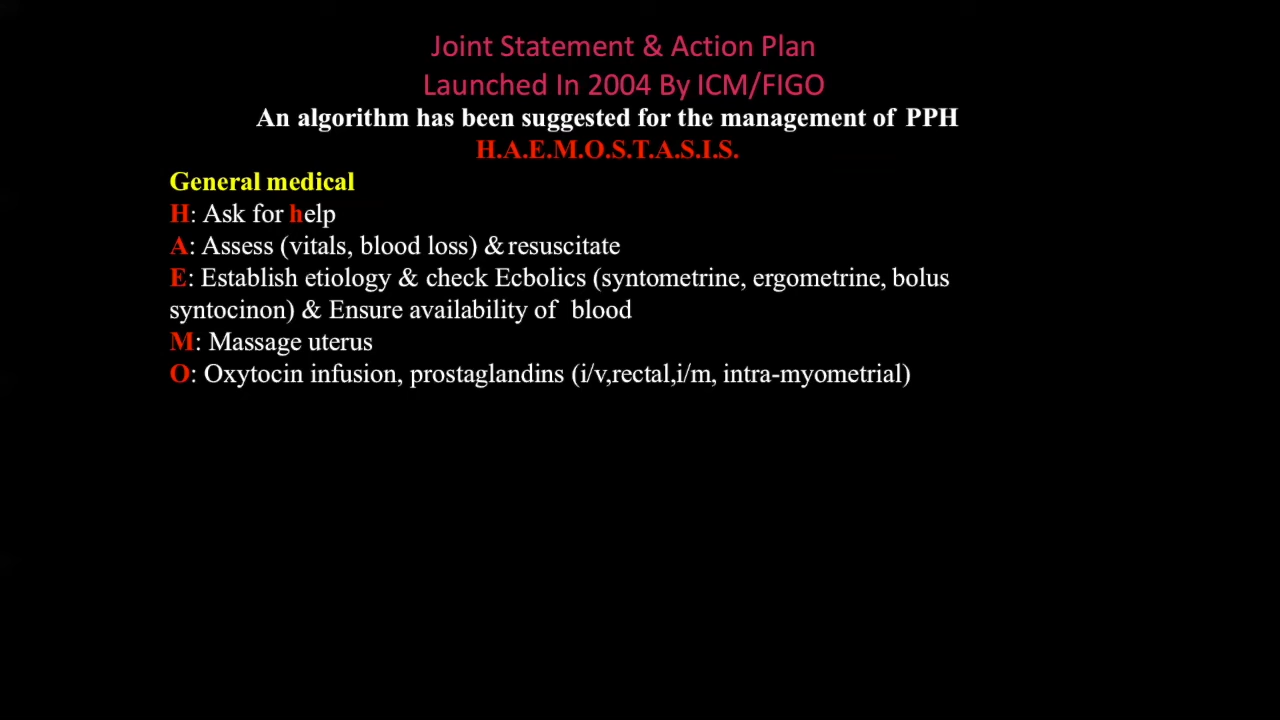 Joint Statement & Action Plan
Launched In 2004 By ICM/FIGO
An algorithm has been suggested for the management of PPH
H.A.E.M.O.S.T.A.S.I.S.
General medical
H: Ask for help
A: Assess (vitals, blood loss) & resuscitate
E: Establish etiology & check Ecbolics (syntometrine, ergometrine, bolus
syntocinon) & Ensure availability of blood
M: Massage uterus
O: Oxytocin infusion, prostaglandins (i/v,rectal,i/m, intra-myometrial)